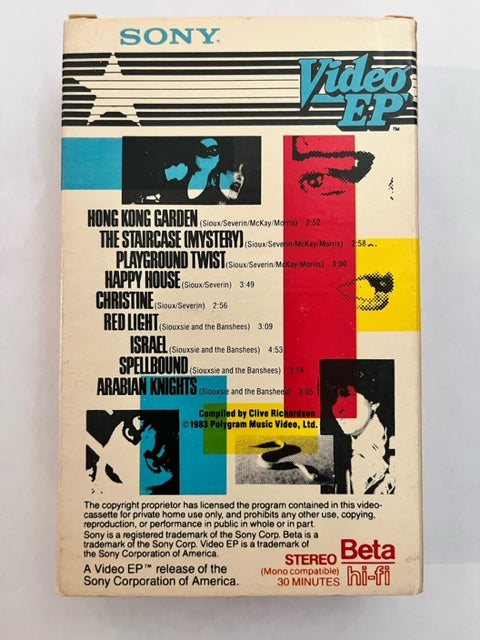 SONY®
Video
EP™
HONG KONG GARDEN (Sioux/Severin/McKay/Morris) 2:52
THE STAIRCASE (MYSTERY) (Sioux/Severin/McKay/Morris) 2:58
PLAYGROUND TWIST (Sioux/Severin/McKay/Morris) 3:00
HAPPY HOUSE (Sioux/Severin) 3:49
CHRISTINE (Sioux/Severin) 2:56
RED LIGHT (Siouxsie and the Banshees) 3:09
ISRAEL (Siouxsie and the Banshees) 4:53
SPELLBOUND (Siouxsie and the Banshees) 3:14
ARABIAN KNIGHTS (Siouxsie and the Banshees) 3:05
Compiled by Clive Richardson
©1983 Polygram Music Video, Ltd.
The copyright proprietor has licensed the program contained in this video-
cassette for private home use only, and prohibits any other use, copying,
reproduction, or performance in public in whole or in part.
Sony is a registered trademark of the Sony Corp. Beta is a
trademark of the Sony Corp. Video EP is a trademark of
the Sony Corporation of America.
A Video EP™ release of the
Sony Corporation of America.
STEREO
(Mono compatible)
30 MINUTES
Beta
hi-fi